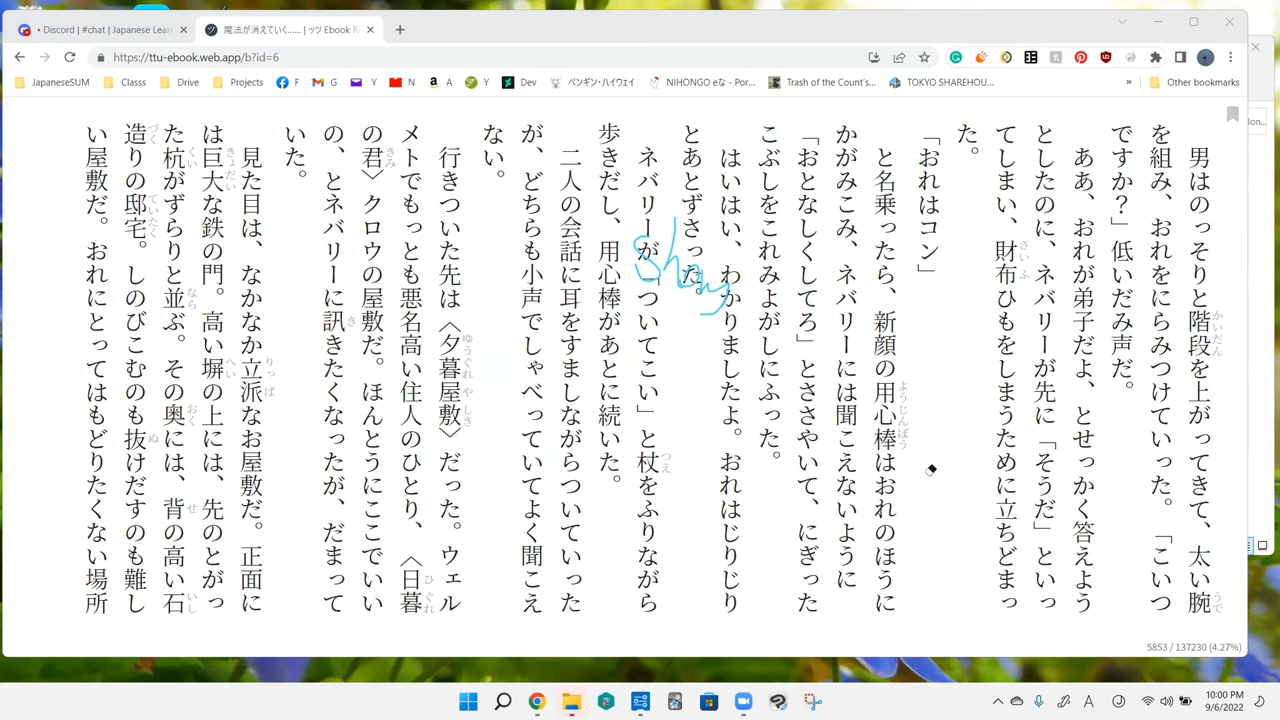 • Discord | #chat | Japanese Lear
魔法が消えていく…… | ッツ Ebook R
https://ttu-ebook.web.app/b?id=6
JapaneseSUM
Classs
Drive
Projects
F
G
Y
N
A
Y
Dev
ペンギン・ハイウェイ
NIHONGO eな - Por...
Trash of the Count's...
TOKYO SHAREHOU...
»
Other bookmarks
男はのっそりと階段を上がってきて、太い腕
を組み、おれをにらみつけていった。「こいつ
ですか？」低いだみ声だ。
ああ、おれが弟子だよ、とせっかく答えよう
としたのに、ネバリーが先に「そうだ」といっ
てしまい、財布ひもをしまうために立ちどまっ
た。
「おれはコン」
と名乗ったら、新顔の用心棒はおれのほうに
かがみこみ、ネバリーには聞こえないように
「おとなしくしてろ」とささやいて、にぎった
こぶしをこれみよがしにふった。
はいはい、わかりましたよ。おれはじりじり
とあとずさった。
ネバリーが「ついてこい」と杖をふりながら
歩きだし、用心棒があとに続いた。
二人の会話に耳をすましながらついていった
が、どちらも小声でしゃべっていてよく聞こえ
ない。
行きついた先は〈夕暮屋敷〉だった。ウェル
メトでもっとも悪名高い住人のひとり、〈日暮
の君〉クロウの屋敷だ。ほんとうにここでいい
の、とネバリーに訊きたくなったが、だまって
いた。
見た目は、なかなか立派なお屋敷だ。正面に
は巨大な鉄の門。高い塀の上には、先のとがっ
た杭がずらりと並ぶ。その奥には、背の高い石
造りの邸宅。しのびこむのも抜けだすのも難し
い屋敷だ。おれにとってはもどりたくない場所
5853 / 137230 (4.27%)
10:00 PM
9/6/2022